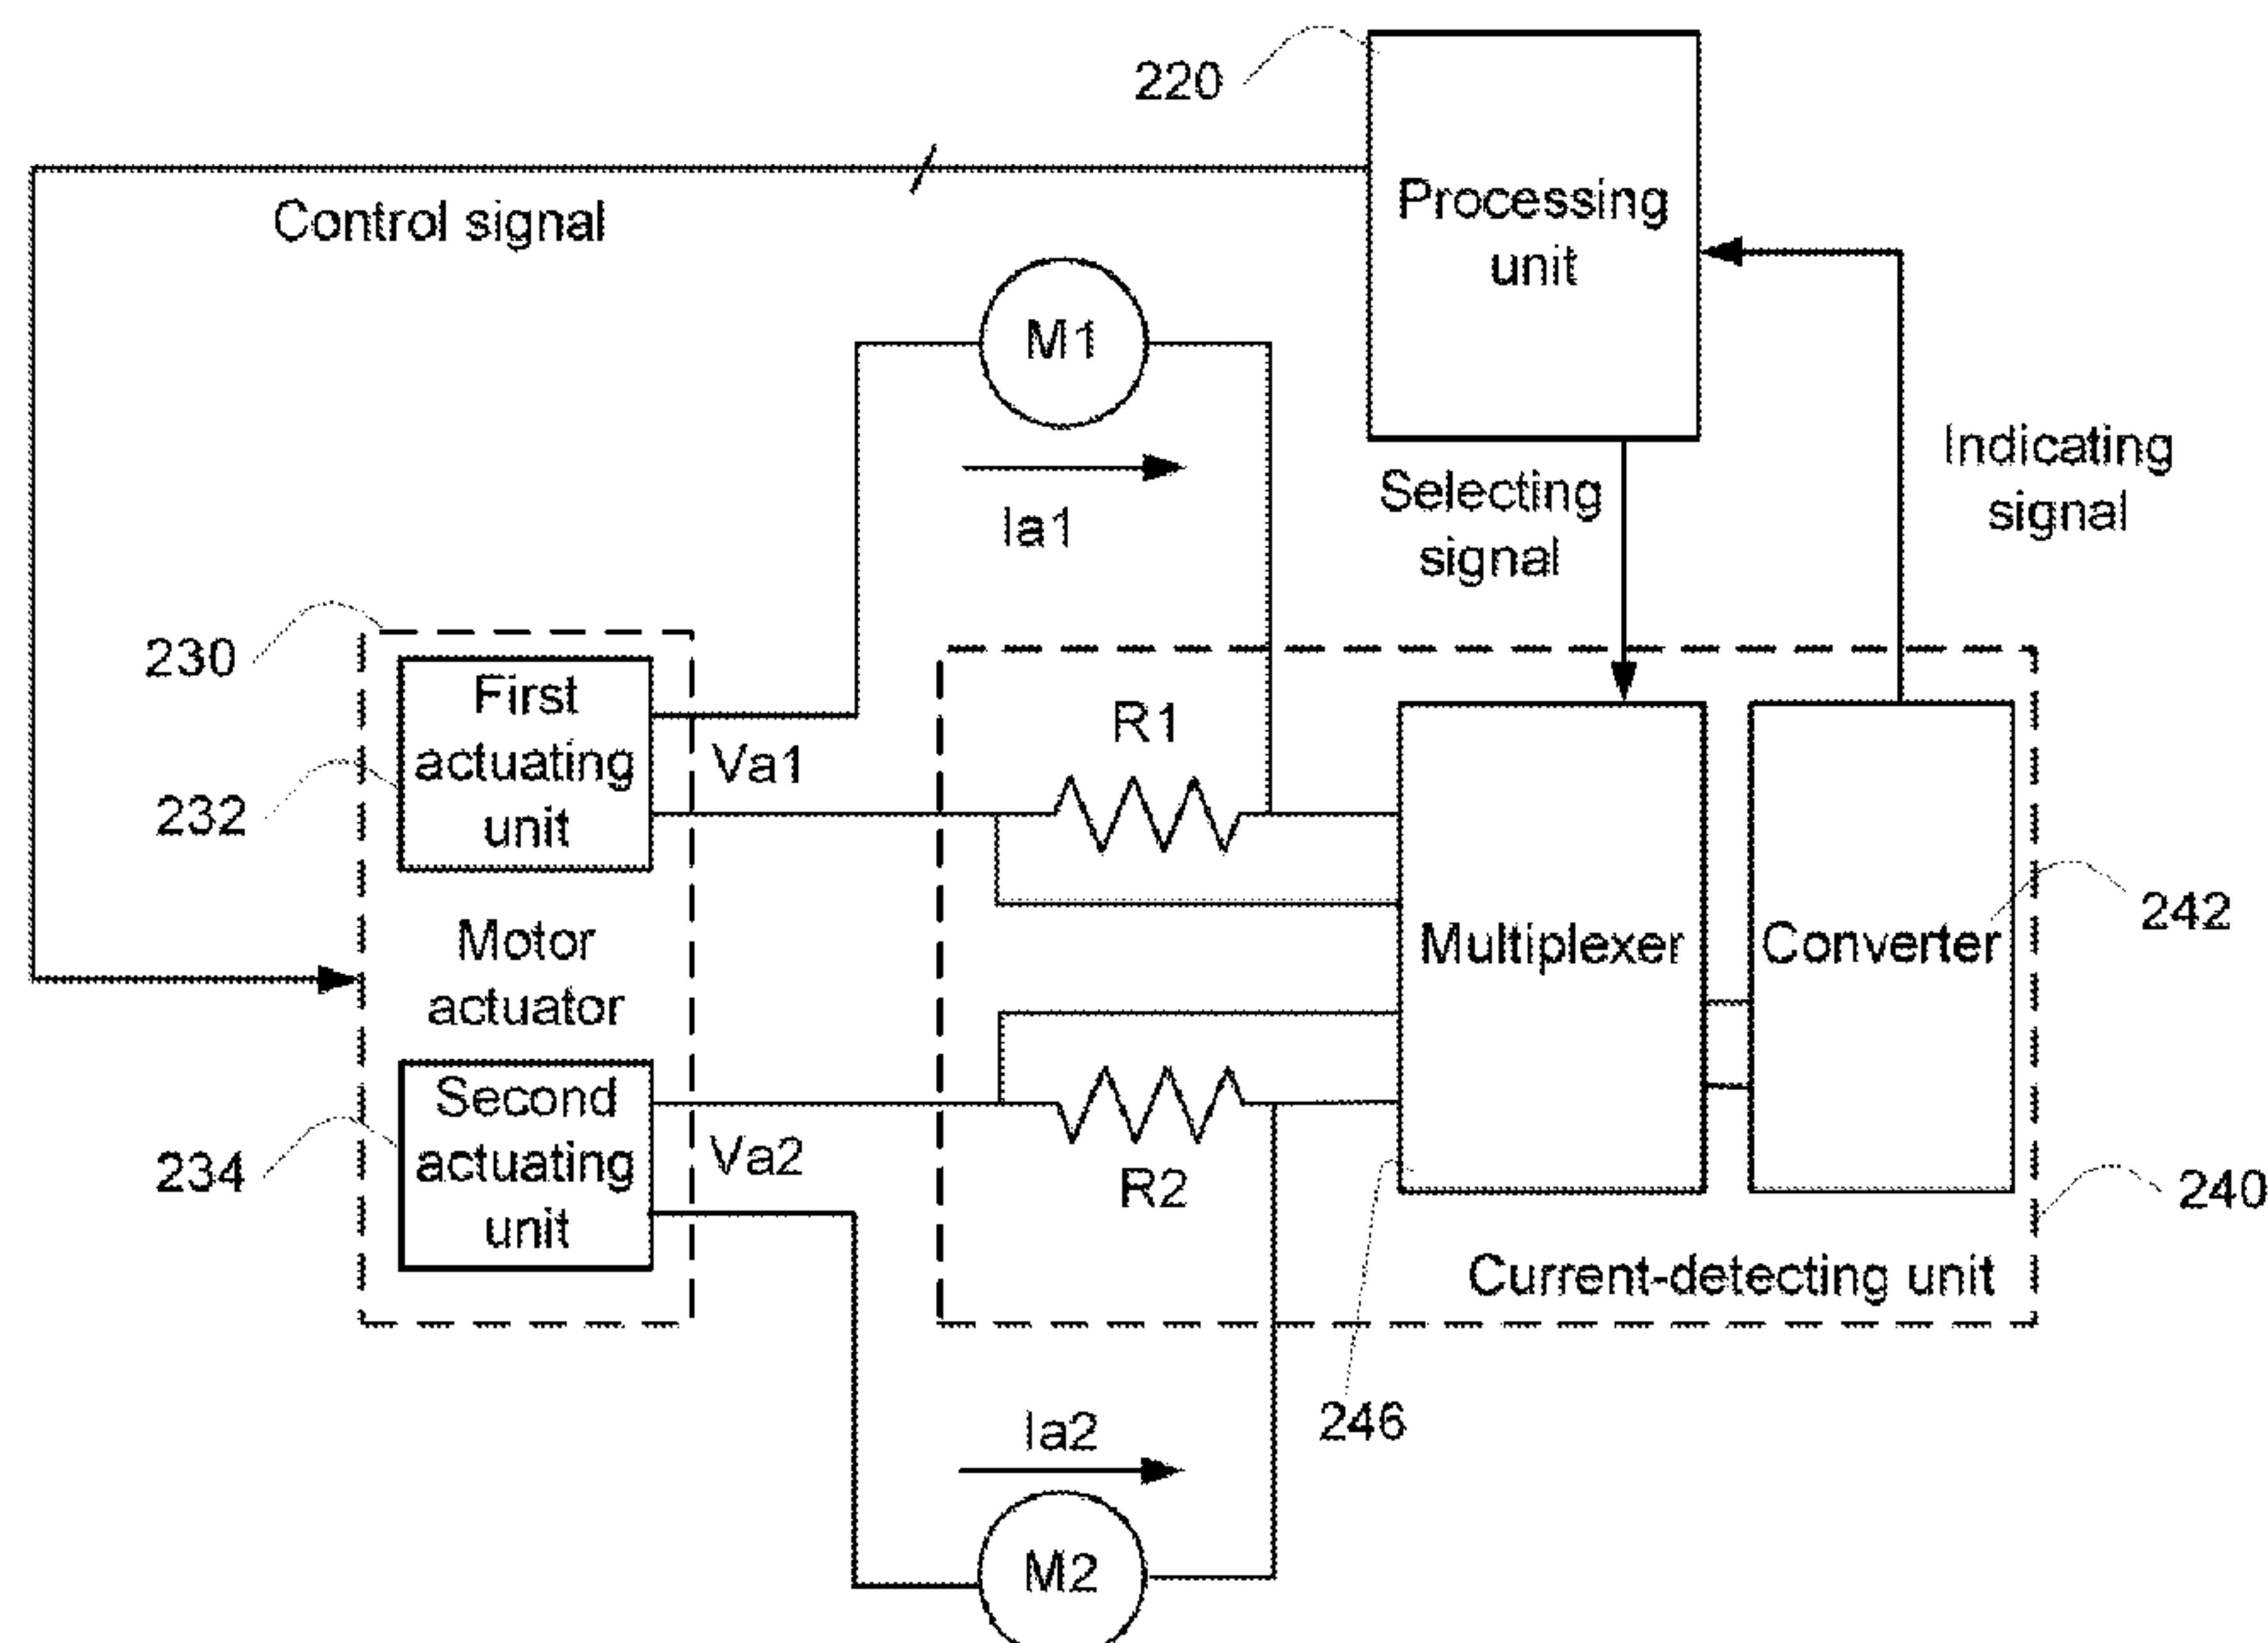 220
Processing
unit
Control signal
M1
Ia1
Selecting
signal
Indicating
signal
230
First
actuating
unit
232
Va1
R1
Motor
actuator
Multiplexer
Converter
242
Second
actuating
unit
234
Va2
R2
240
Current-detecting unit
246
Ia2
M2